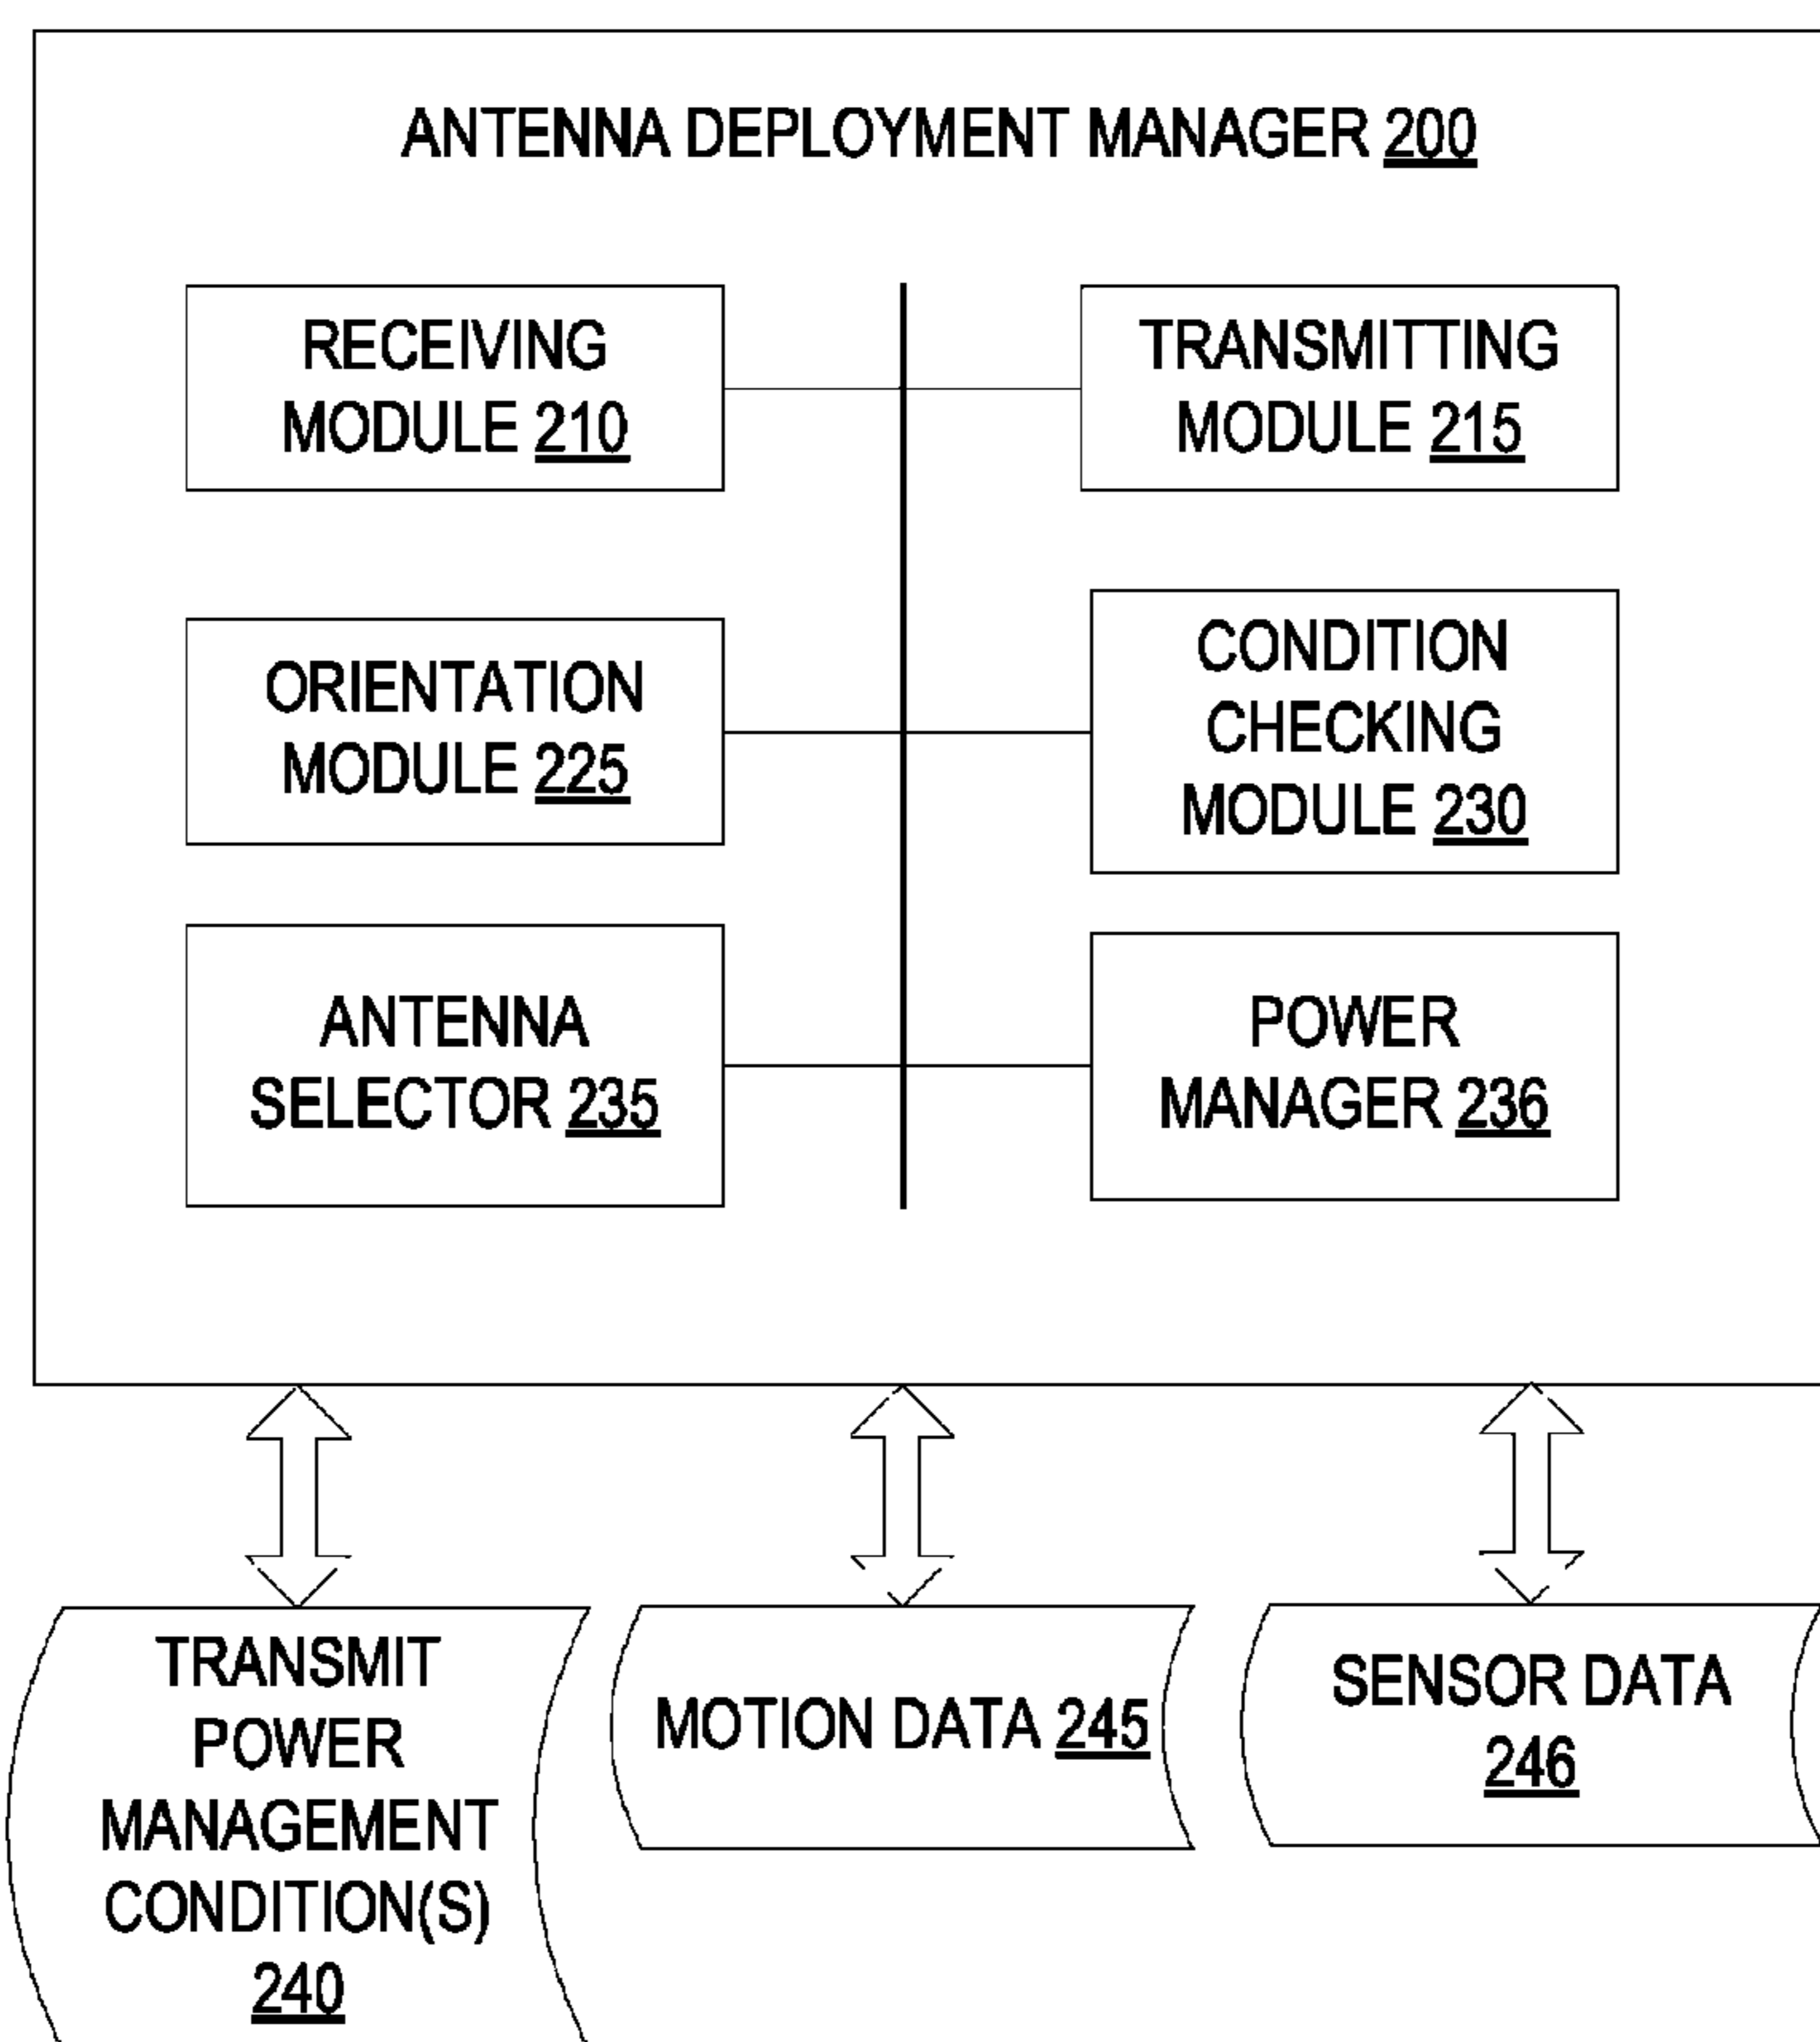 ANTENNA DEPLOYMENT MANAGER 200
RECEIVING
MODULE 210
TRANSMITTING
MODULE 215
ORIENTATION
MODULE 225
CONDITION
CHECKING
MODULE 230
ANTENNA
SELECTOR 235
POWER
MANAGER 236
TRANSMIT
POWER
MANAGEMENT
CONDITION(S)
240
MOTION DATA 245
SENSOR DATA
246